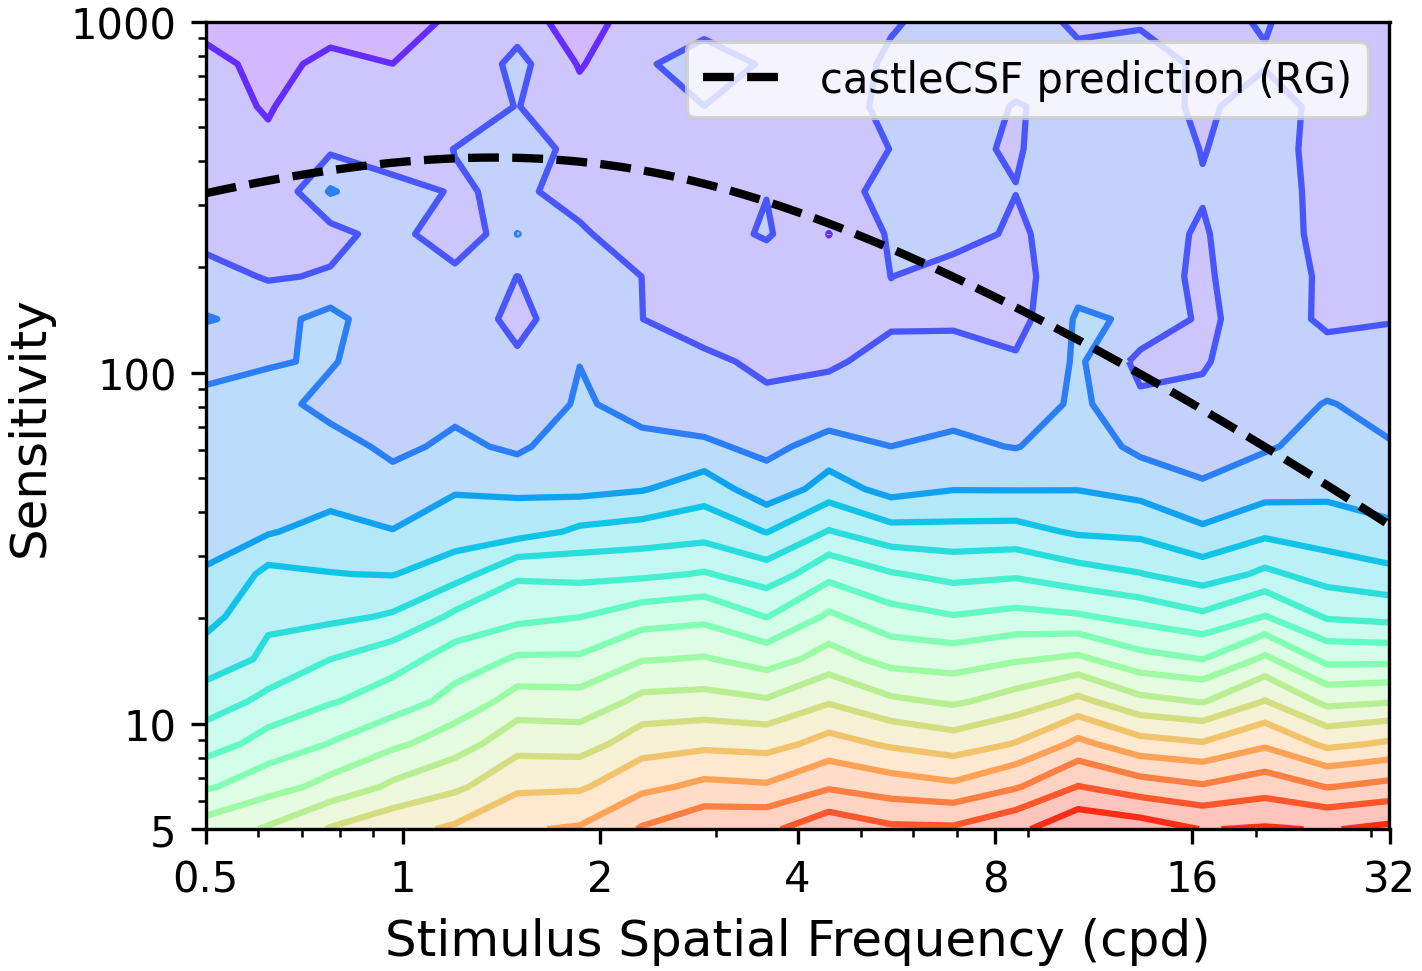 1000
castleCSF prediction (RG)
Sensitivity
100
10
5
0.5 1 2 4 8 16 32
Stimulus Spatial Frequency (cpd)